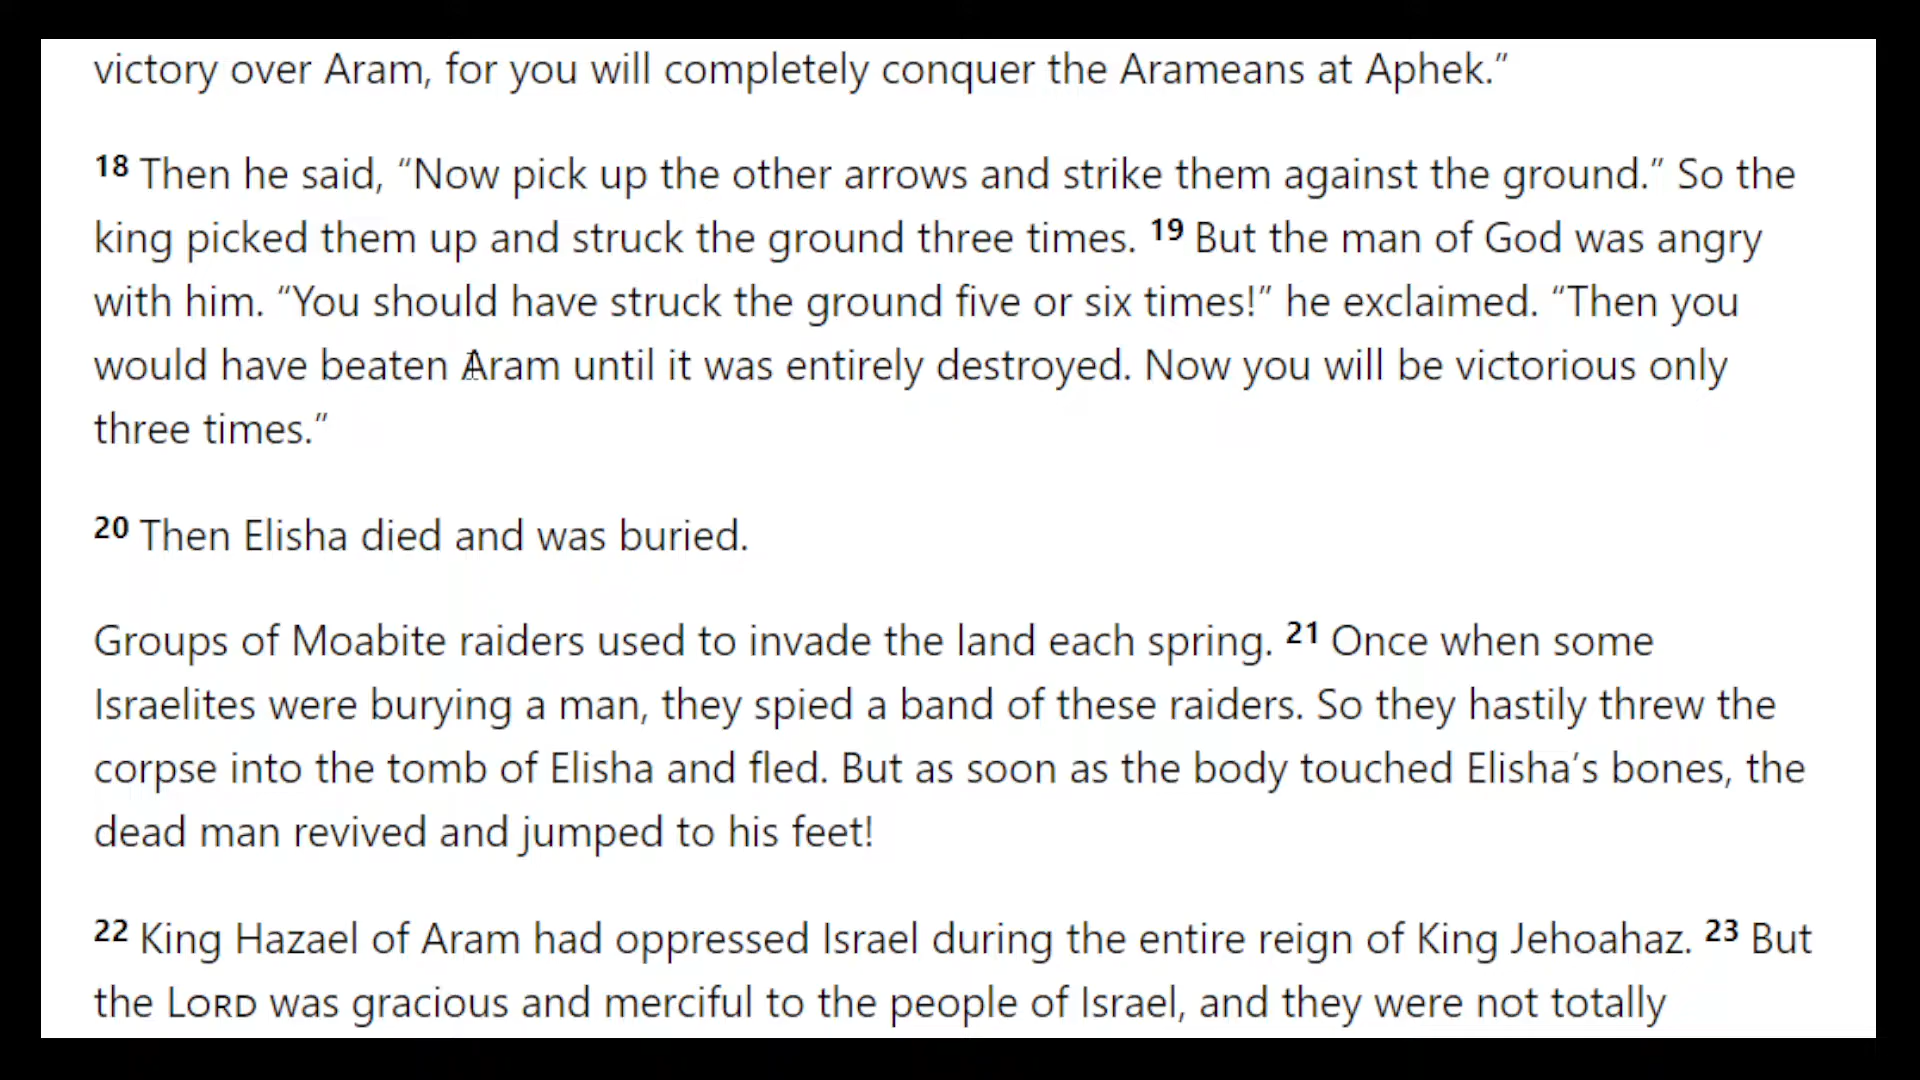 victory over Aram, for you will completely conquer the Arameans at Aphek.”
18 Then he said, “Now pick up the other arrows and strike them against the ground.” So the
king picked them up and struck the ground three times. 19 But the man of God was angry
with him. “You should have struck the ground five or six times!” he exclaimed. “Then you
would have beaten Aram until it was entirely destroyed. Now you will be victorious only
three times.”
20 Then Elisha died and was buried.
Groups of Moabite raiders used to invade the land each spring. 21 Once when some
Israelites were burying a man, they spied a band of these raiders. So they hastily threw the
corpse into the tomb of Elisha and fled. But as soon as the body touched Elisha’s bones, the
dead man revived and jumped to his feet!
22 King Hazael of Aram had oppressed Israel during the entire reign of King Jehoahaz. 23 But
the LORD was gracious and merciful to the people of Israel, and they were not totally